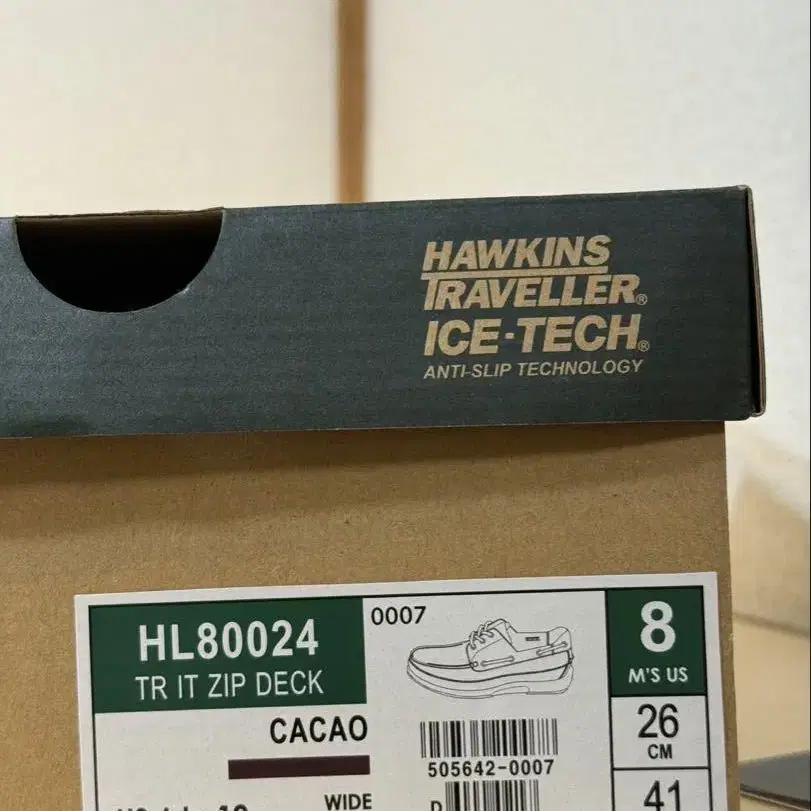 HAWKINS
TRAVELLER®
ICE-TECH®
ANTI-SLIP TECHNOLOGY
HL80024
TR IT ZIP DECK
0007
8
M'S US
CACAO
26
CM
505642-0007
41
WIDE
D